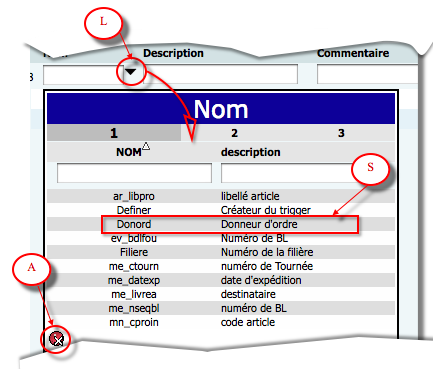 L
Description Commentaire
3
Nom
1 2 3
NOM description
S
ar_libpro libellé article
Definer Créateur du trigger
Donord Donneur d'ordre
ev_bdlfou Numéro de BL
Filiere Numéro de la filière
A
me_ctourn numéro de Tournée
me_datexp date d'expédition
me_livrea destinataire
me_nseqbl numéro de BL
mn_cproin code article